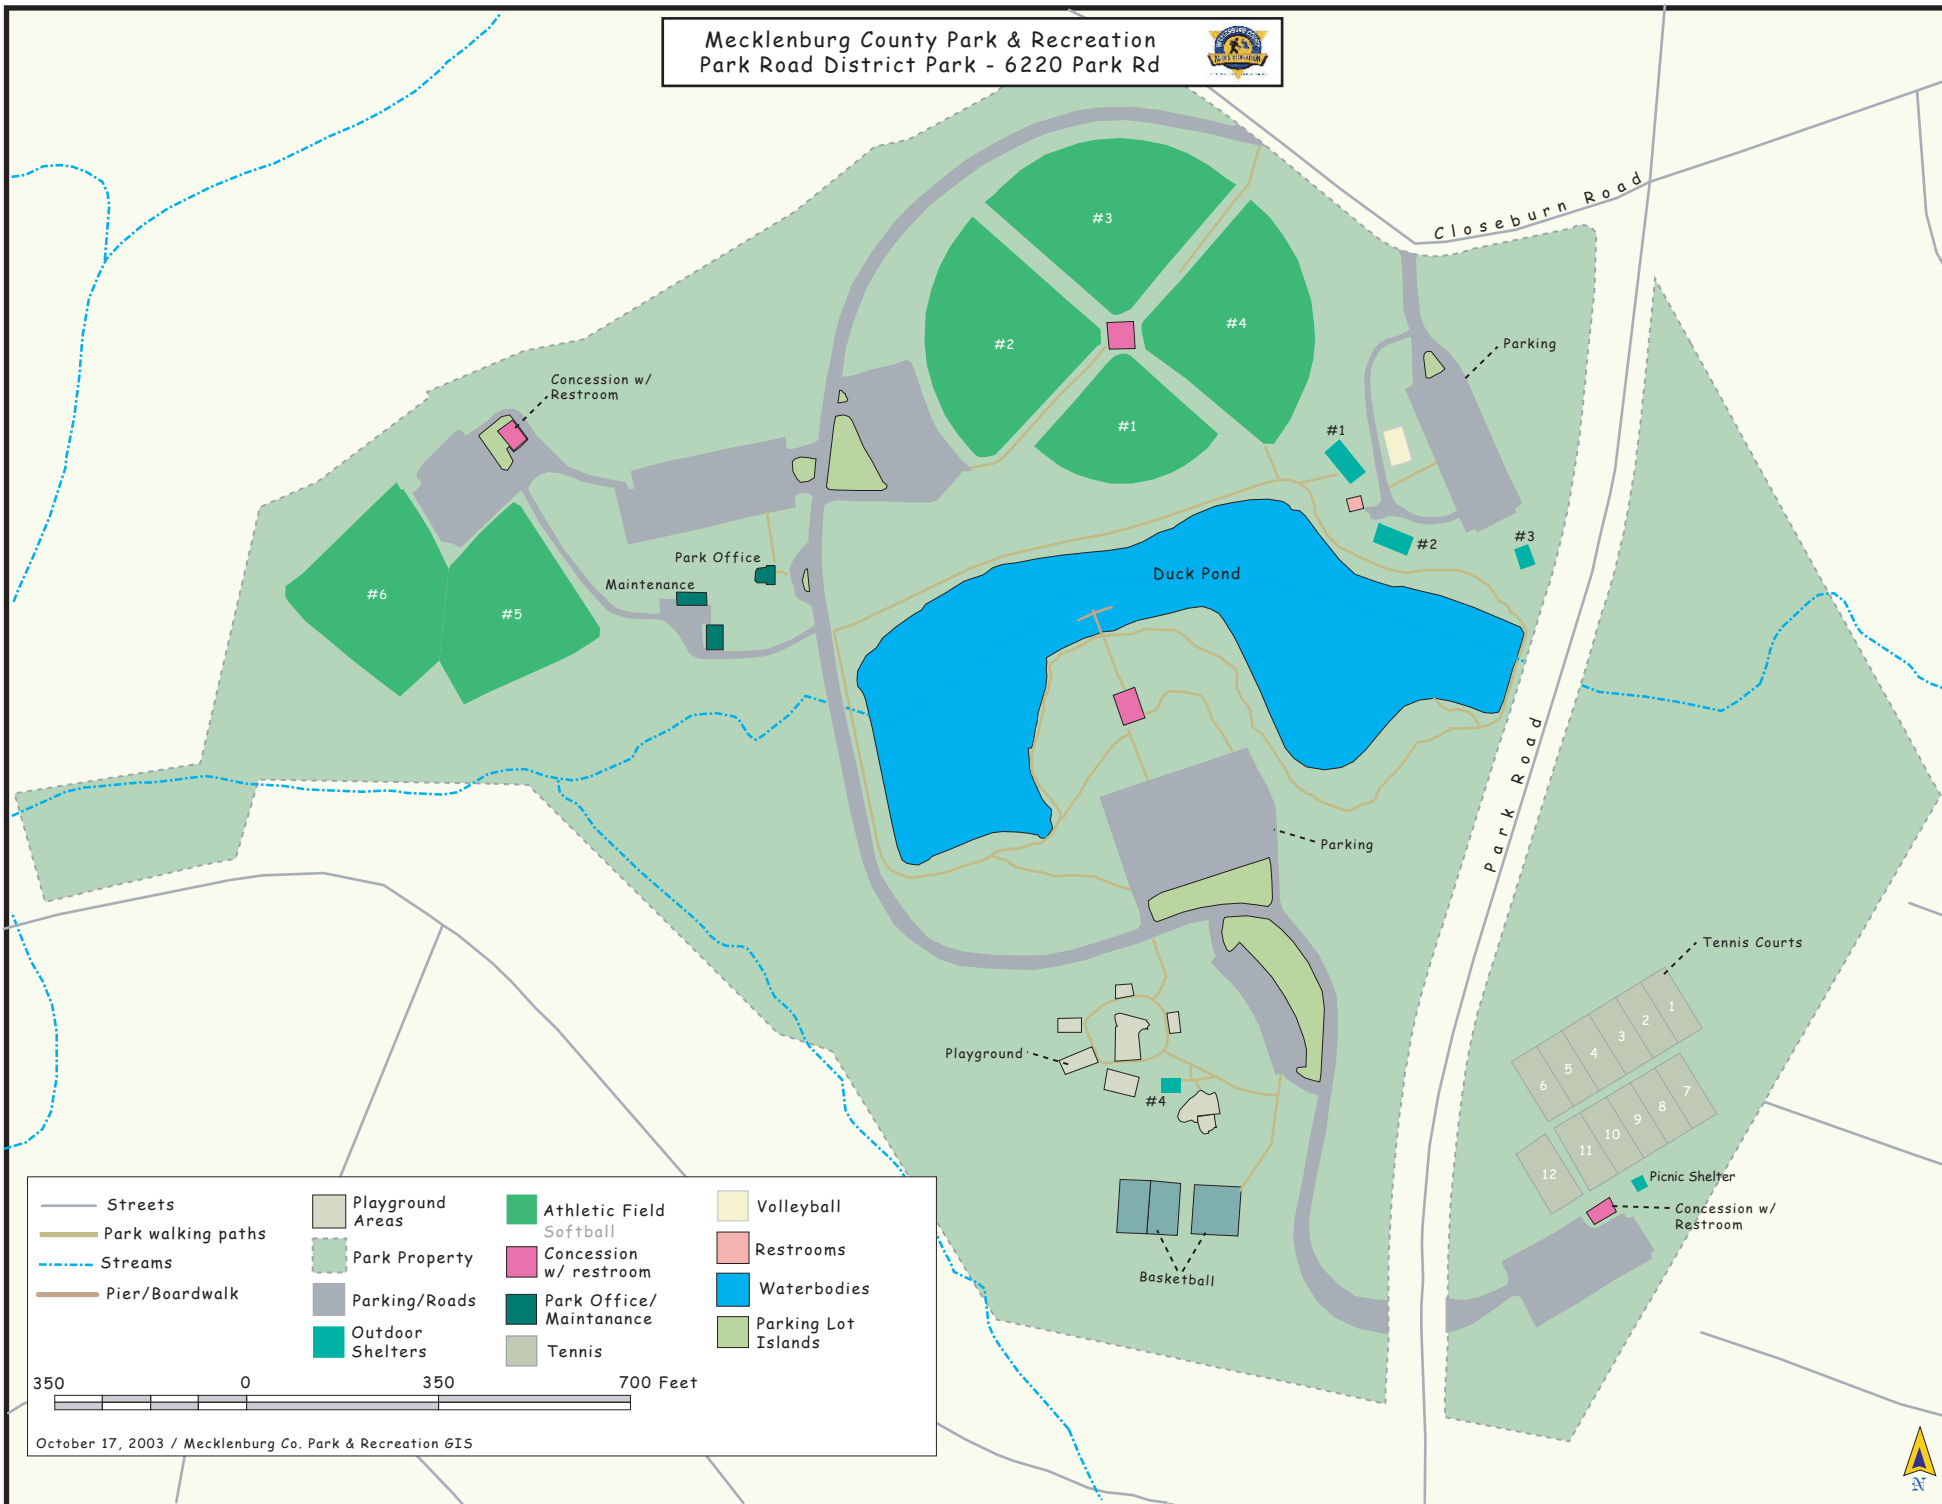 Mecklenburg County Park & Recreation
Park Road District Park - 6220 Park Rd
Closeburn Road
#3
#2
#4
#1
Parking
Concession w/
Restroom
#1
#2
#3
Park Office
Maintenance
Duck Pond
#6
#5
Park Road
Parking
Tennis Courts
1
2
3
4
5
6
7
8
9
10
11
12
Playground
#4
Picnic Shelter
Concession w/
Restroom
Basketball
Streets
Park walking paths
Streams
Pier/Boardwalk
Playground
Areas
Park Property
Parking/Roads
Outdoor
Shelters
Athletic Field
Softball
Concession
w/ restroom
Park Office/
Maintanance
Tennis
Volleyball
Restrooms
Waterbodies
Parking Lot
Islands
350 0 350 700 Feet
October 17, 2003 / Mecklenburg Co. Park & Recreation GIS
N